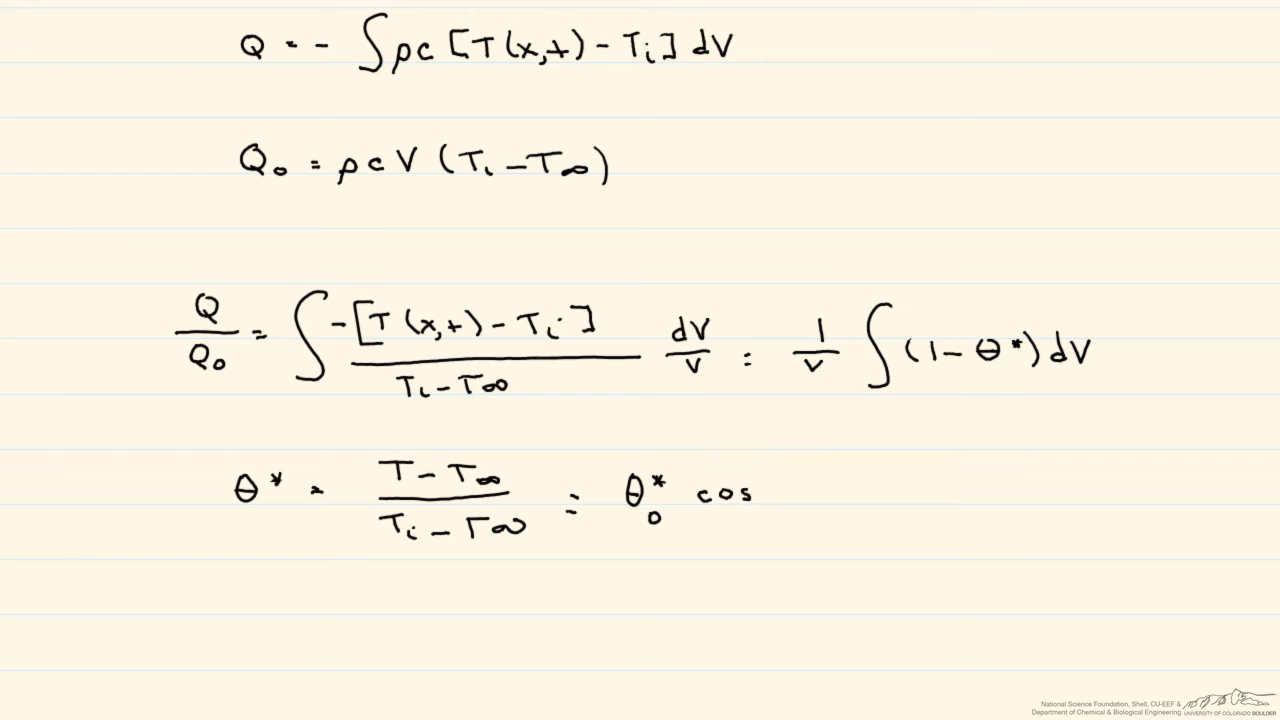 Q = - ∫ρc [T(x,t) - Tᵢ] dV
Q₀ = ρcV (Tᵢ - T∞)
Q/Q₀ = ∫ -[T(x,t) - Tᵢ]/(Tᵢ - T∞) dV/V = 1/V ∫(1 - θ*) dV
θ* = (T - T∞)/(Tᵢ - T∞) = θ₀* cos
National Science Foundation, Shell, CU-EEF &
Department of Chemical & Biological Engineering UNIVERSITY OF COLORADO BOULDER